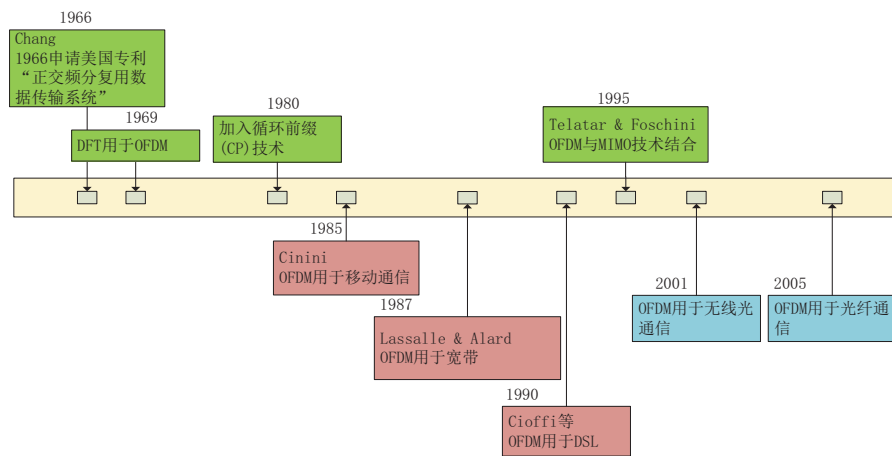 1966
Chang
1966申请美国专利
“正交频分复用数
据传输系统”
1969
DFT用于OFDM
1980
加入循环前缀
(CP)技术
1995
Telatar & Foschini
OFDM与MIMO技术结合
1985
Cinini
OFDM用于移动通信
1987
Lassalle & Alard
OFDM用于宽带
1990
Cioffi等
OFDM用于DSL
2001
OFDM用于无线光
通信
2005
OFDM用于光纤通
信